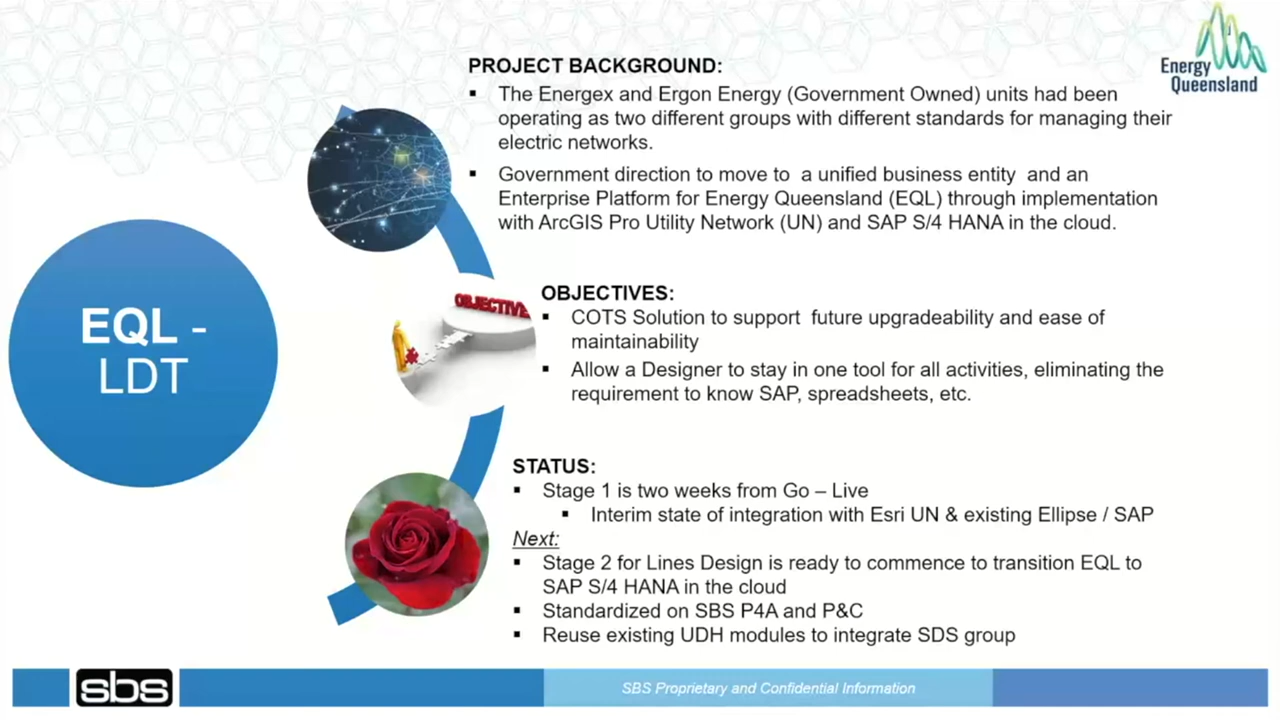 PROJECT BACKGROUND:
▪ The Energex and Ergon Energy (Government Owned) units had been
operating as two different groups with different standards for managing their
electric networks.
▪ Government direction to move to a unified business entity and an
Enterprise Platform for Energy Queensland (EQL) through implementation
with ArcGIS Pro Utility Network (UN) and SAP S/4 HANA in the cloud.
Energy
Queensland
EQL -
LDT
OBJECTIVE
OBJECTIVES:
▪ COTS Solution to support future upgradeability and ease of
maintainability
▪ Allow a Designer to stay in one tool for all activities, eliminating the
requirement to know SAP, spreadsheets, etc.
STATUS:
▪ Stage 1 is two weeks from Go – Live
▪ Interim state of integration with Esri UN & existing Ellipse / SAP
Next:
▪ Stage 2 for Lines Design is ready to commence to transition EQL to
SAP S/4 HANA in the cloud
▪ Standardized on SBS P4A and P&C
▪ Reuse existing UDH modules to integrate SDS group
sbs
SBS Proprietary and Confidential Information